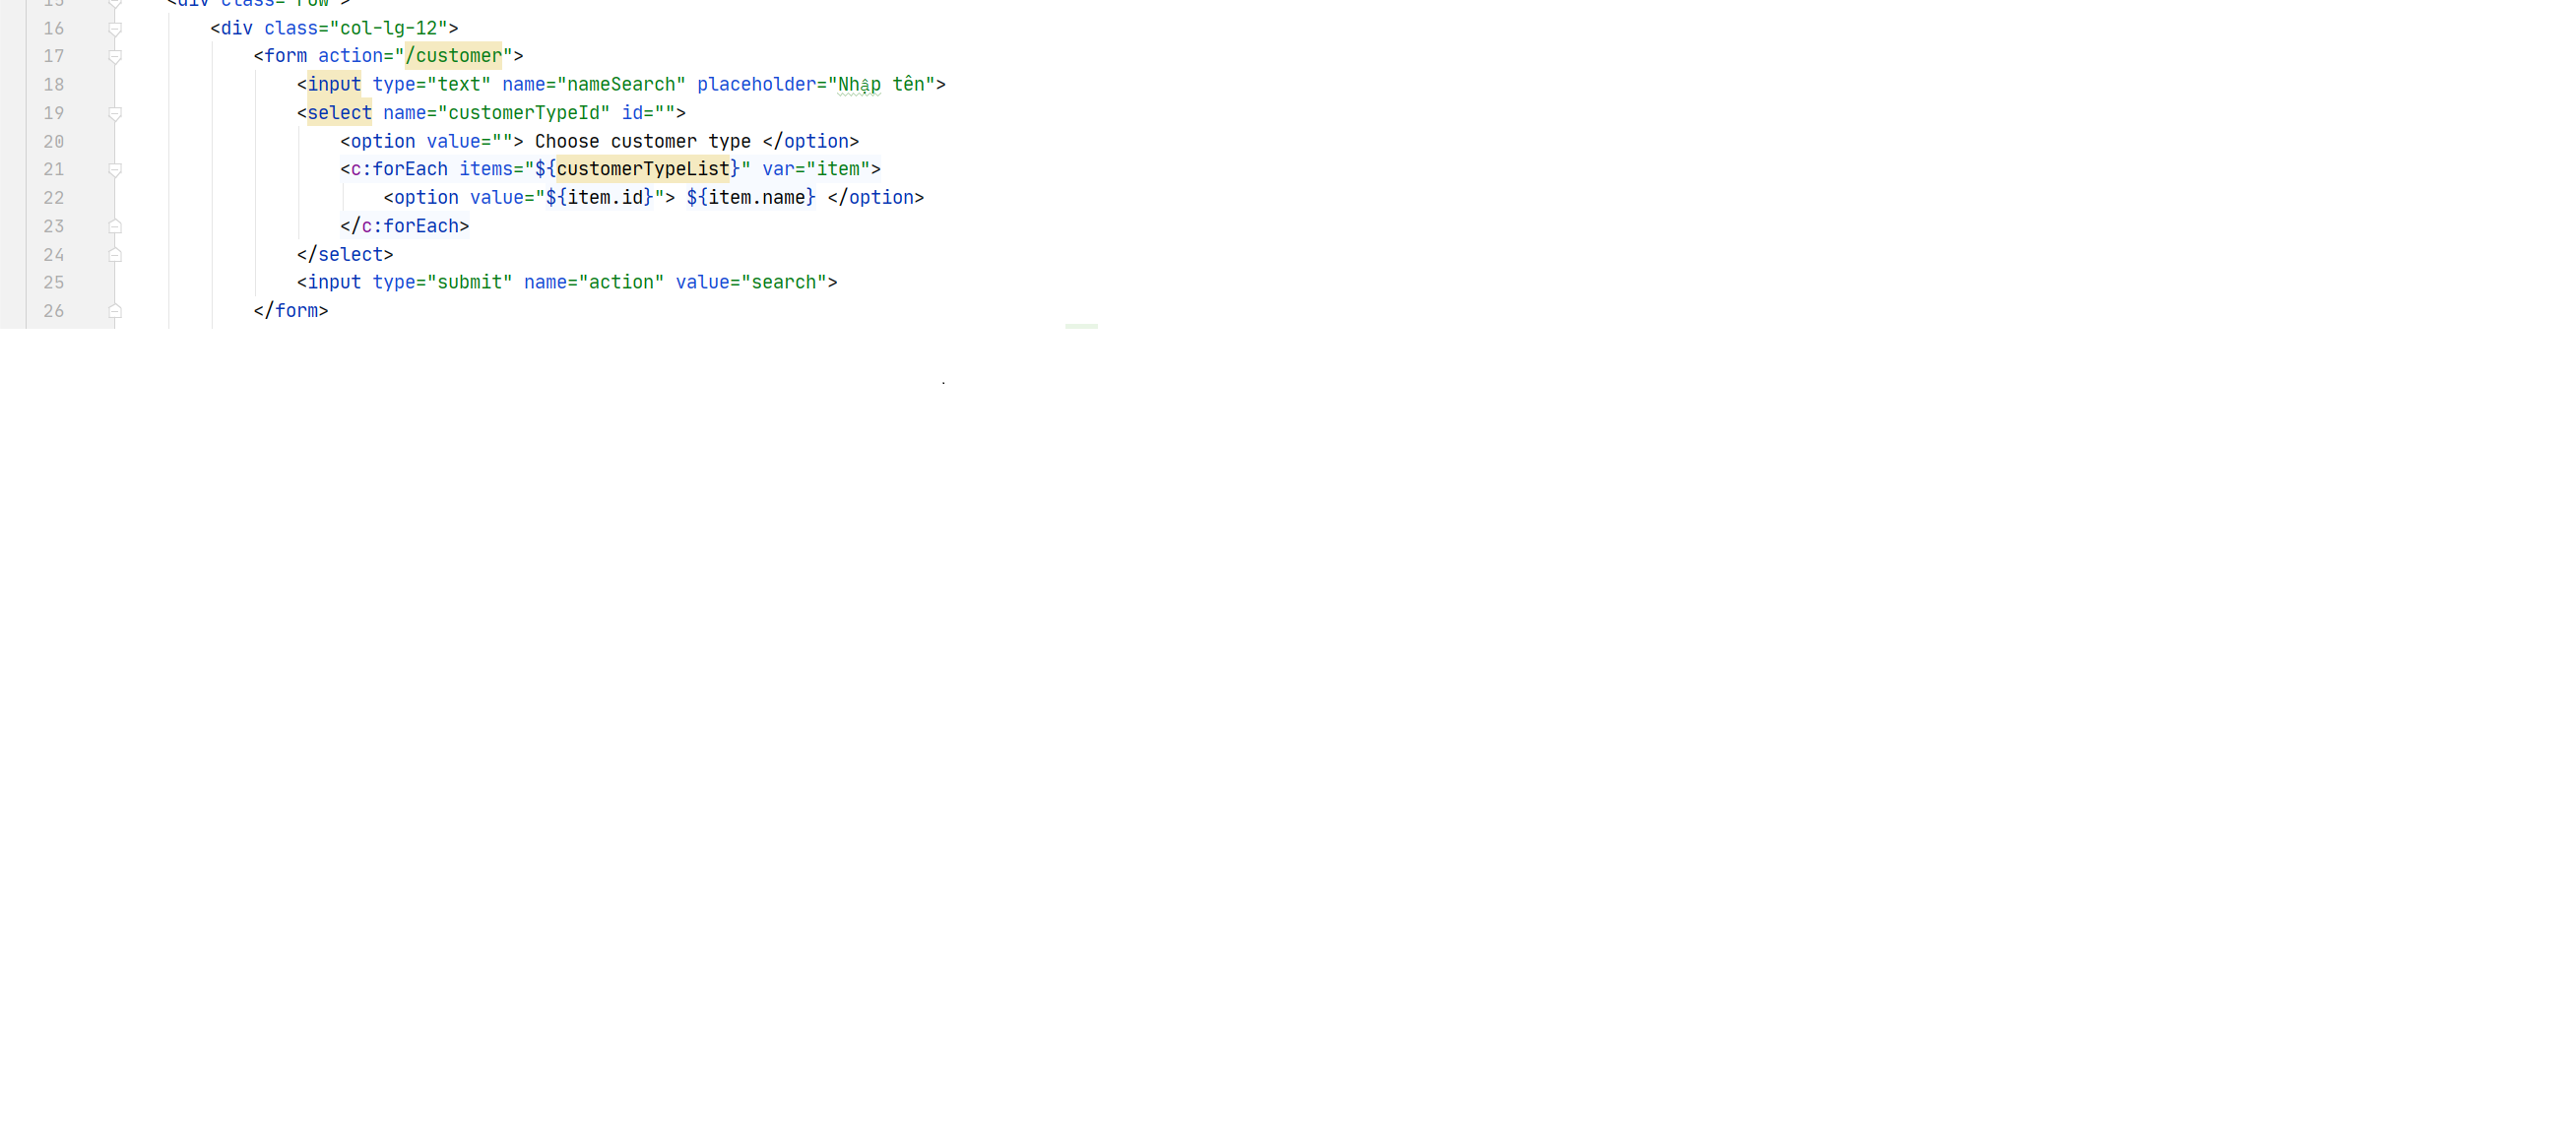 15 <div class="row">
16 <div class="col-lg-12">
17 <form action="/customer">
18 <input type="text" name="nameSearch" placeholder="Nhập tên">
19 <select name="customerTypeId" id="">
20 <option value=""> Choose customer type </option>
21 <c:forEach items="${customerTypeList}" var="item">
22 <option value="${item.id}"> ${item.name} </option>
23 </c:forEach>
24 </select>
25 <input type="submit" name="action" value="search">
26 </form>
.